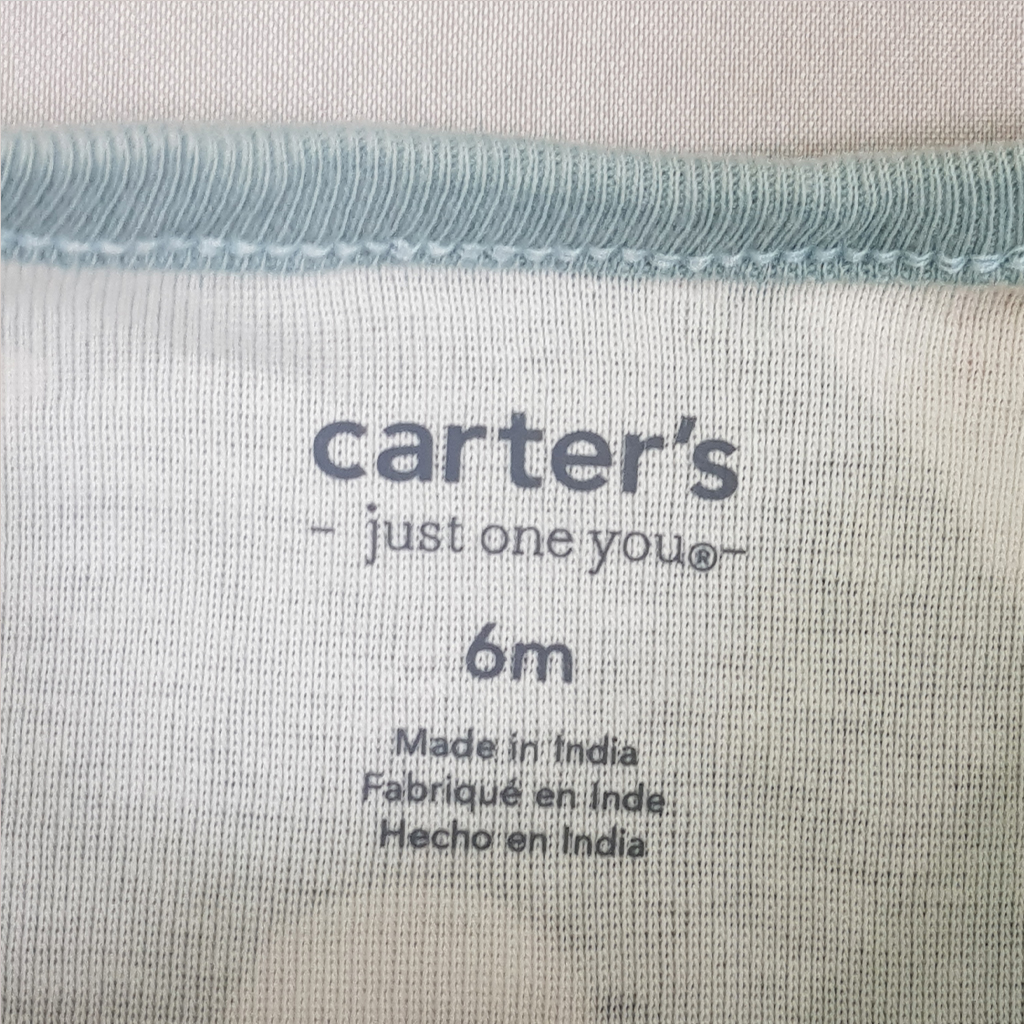 carter's
- just one you®-
6m
Made in India
Fabriqué en Inde
Hecho en India